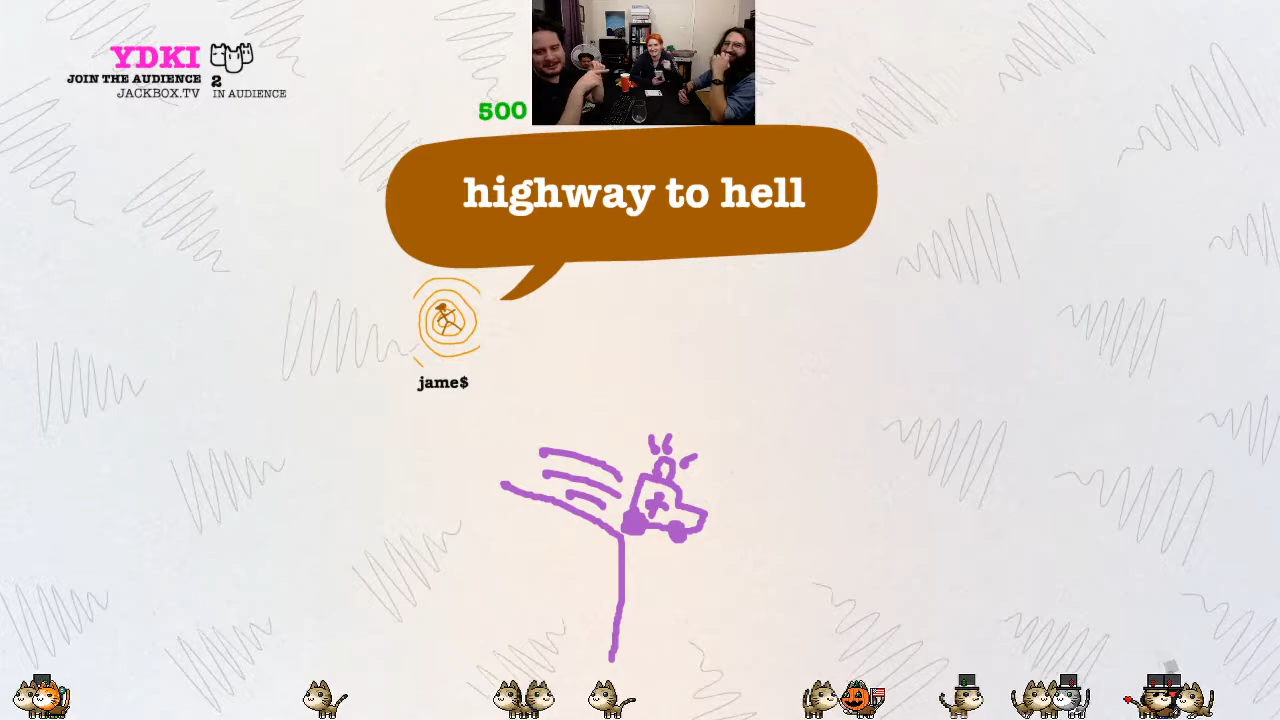 YDKI
JOIN THE AUDIENCE 2
JACKBOX.TV IN AUDIENCE
500
highway to hell
jame$